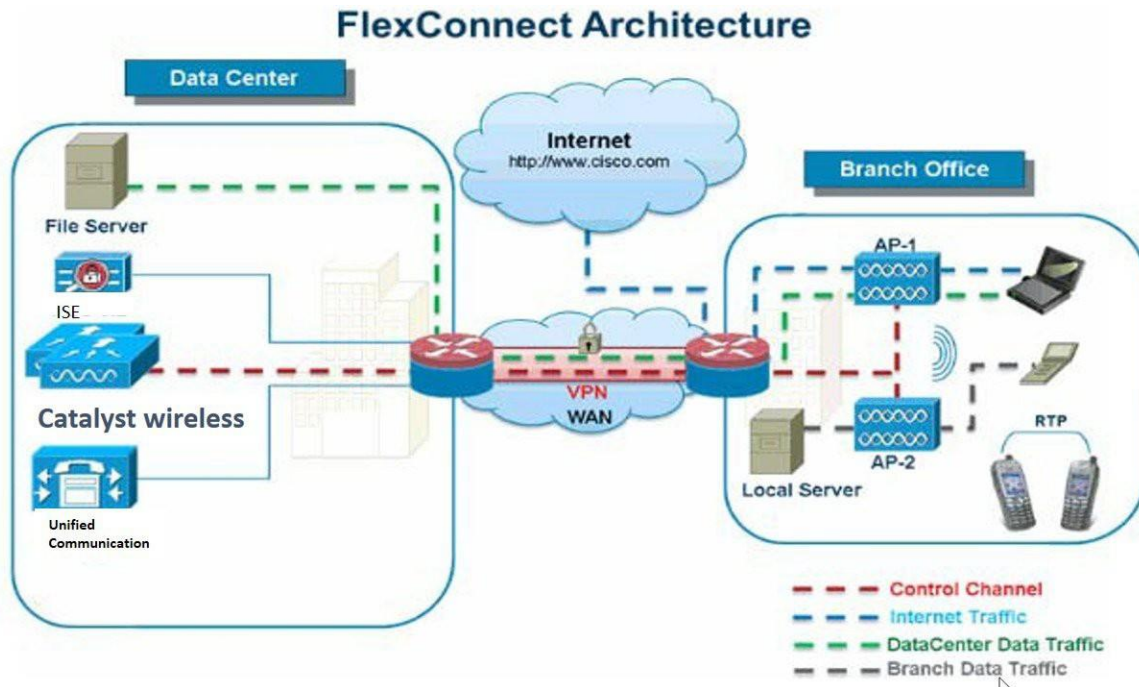 FlexConnect Architecture
Data Center
Internet
http://www.cisco.com
Branch Office
File Server
ISE
Catalyst wireless
Unified
Communication
VPN
WAN
AP-1
AP-2
Local Server
RTP
Control Channel
Internet Traffic
DataCenter Data Traffic
Branch Data Traffic